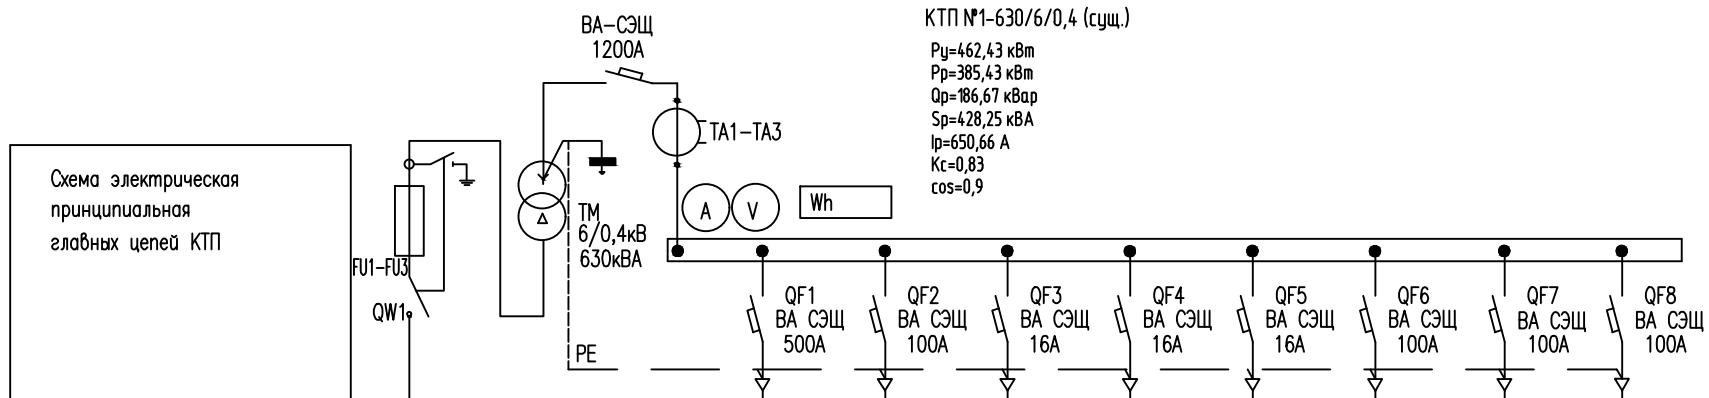 Схема электрическая
принципиальная
главных цепей КТП
FU1-FU3
QW1
ВА-СЭЩ
1200А
TA1-TA3
ТМ
6/0,4кВ
630кВА
PE
A
V
Wh
КТП №1-630/6/0,4 (сущ.)
Ру=462,43 кВт
Рр=385,43 кВт
Qр=186,67 кВар
Sр=428,25 кВА
Iр=650,66 А
Кс=0,83
cos=0,9
QF1
ВА СЭЩ
500А
QF2
ВА СЭЩ
100А
QF3
ВА СЭЩ
16А
QF4
ВА СЭЩ
16А
QF5
ВА СЭЩ
16А
QF6
ВА СЭЩ
100А
QF7
ВА СЭЩ
100А
QF8
ВА СЭЩ
100А